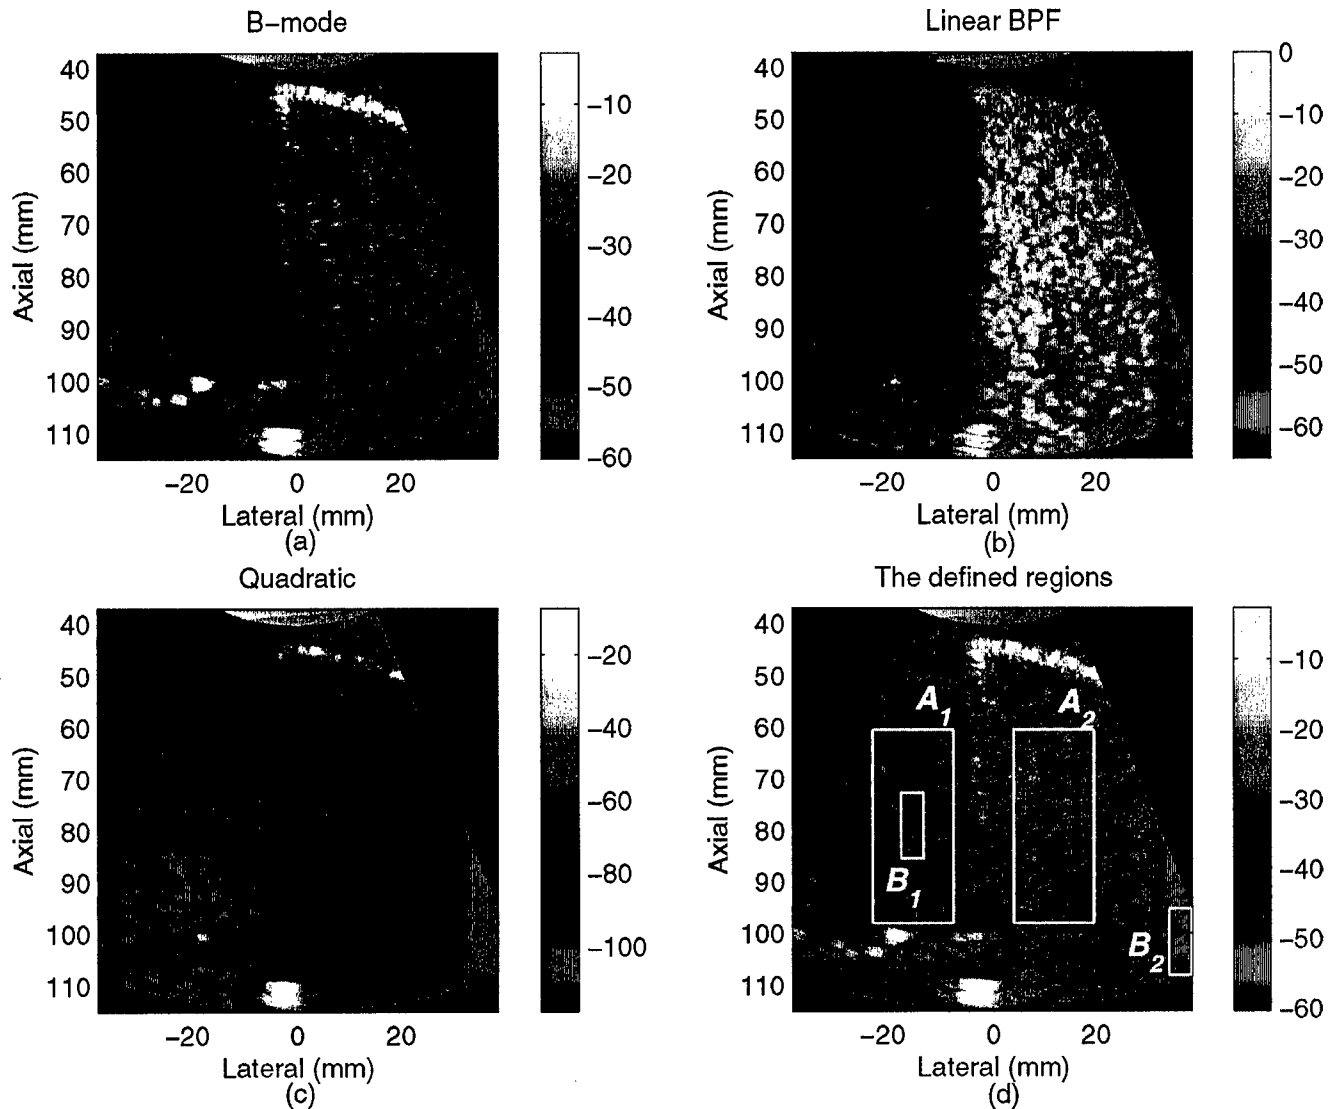 B-mode
40
50
60
70
80
90
100
110
Axial (mm)
-20 0 20
Lateral (mm)
(a)
-10
-20
-30
-40
-50
-60
Linear BPF
40
50
60
70
80
90
100
110
Axial (mm)
-20 0 20
Lateral (mm)
(b)
0
-10
-20
-30
-40
-50
-60
Quadratic
40
50
60
70
80
90
100
110
Axial (mm)
-20 0 20
Lateral (mm)
(c)
-20
-40
-60
-80
-100
The defined regions
40
50
60
70
80
90
100
110
Axial (mm)
A1 A2
B1
B2
-20 0 20
Lateral (mm)
(d)
-10
-20
-30
-40
-50
-60